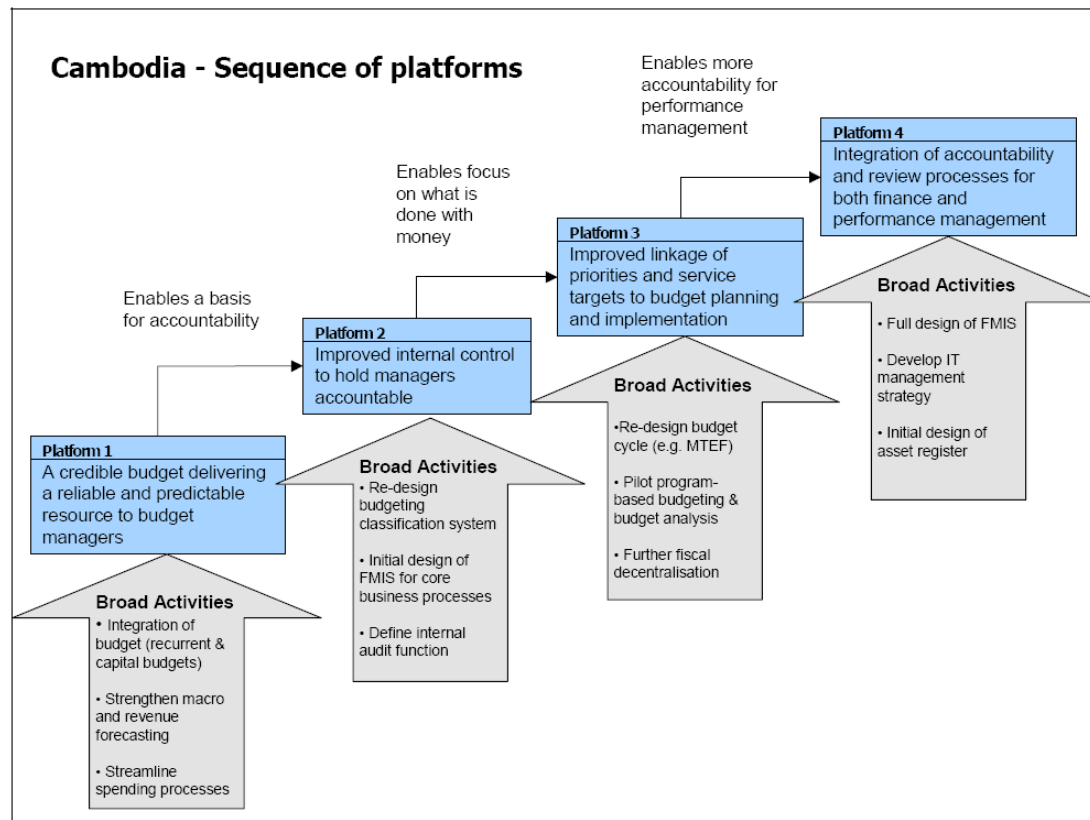 Cambodia - Sequence of platforms
Enables a basis
for accountability
Enables focus
on what is
done with
money
Enables more
accountability for
performance
management
Platform 1
A credible budget delivering
a reliable and predictable
resource to budget
managers
Broad Activities
• Integration of
budget (recurrent &
capital budgets)
• Strengthen macro
and revenue
forecasting
• Streamline
spending processes
Platform 2
Improved internal control
to hold managers
accountable
Broad Activities
• Re-design
budgeting
classification system
• Initial design of
FMIS for core
business processes
• Define internal
audit function
Platform 3
Improved linkage of
priorities and service
targets to budget planning
and implementation
Broad Activities
•Re-design budget
cycle (e.g. MTEF)
• Pilot program-
based budgeting &
budget analysis
• Further fiscal
decentralisation
Platform 4
Integration of accountability
and review processes for
both finance and
performance management
Broad Activities
• Full design of FMIS
• Develop IT
management
strategy
• Initial design of
asset register